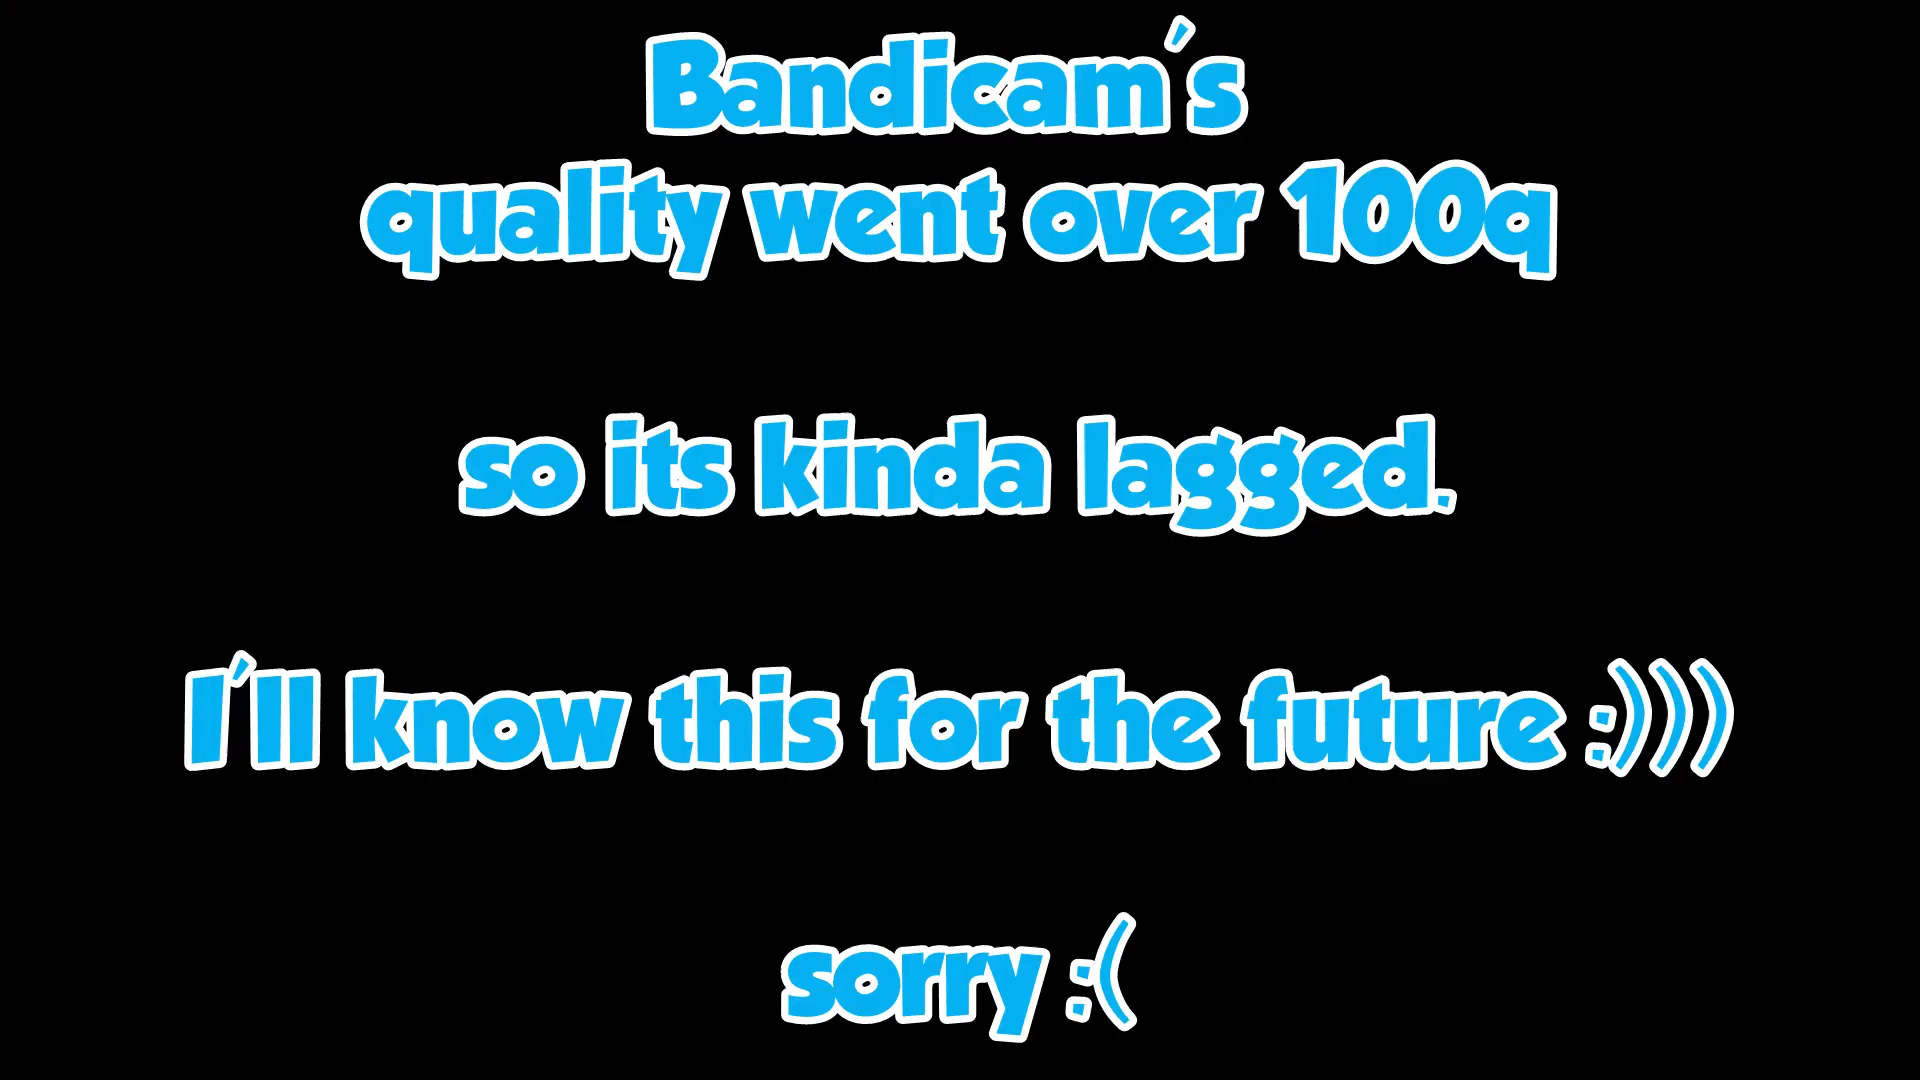 Bandicam's
quality went over 100q
so its kinda lagged.
I'll know this for the future :)))
sorry :(